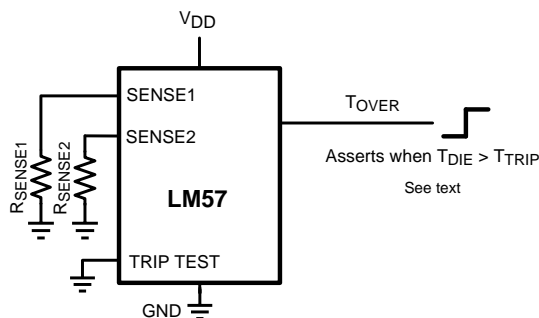 VDD
SENSE1
TOVER
SENSE2
RSENSE1
RSENSE2
Asserts when TDIE > TTRIP
See text
LM57
TRIP TEST
GND